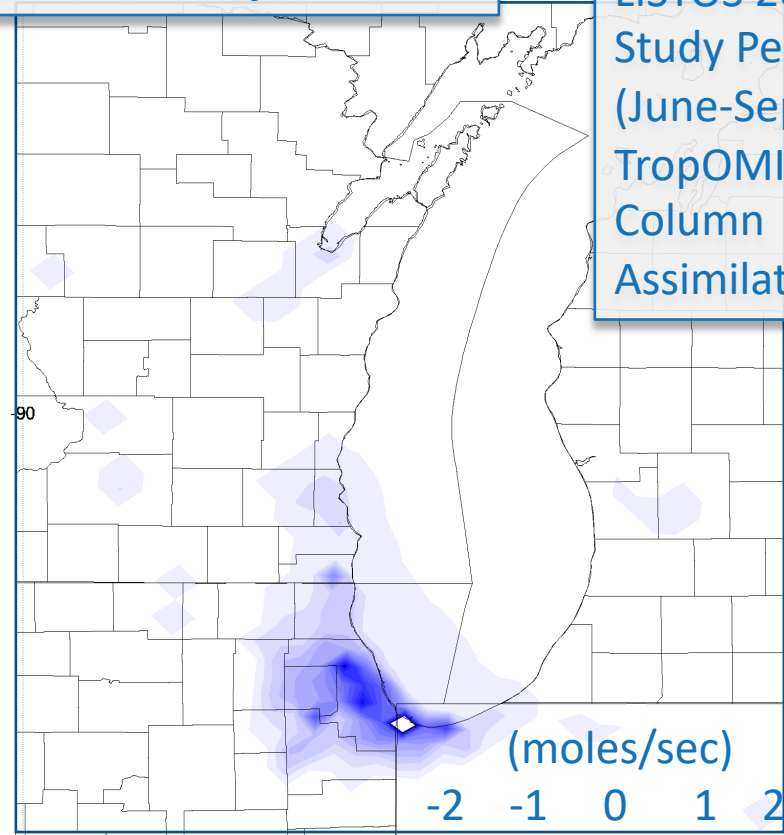 Study Pe
(June-Se
TropOMI
Column
Assimilat
-90
(moles/sec)
-2 -1 0 1 2